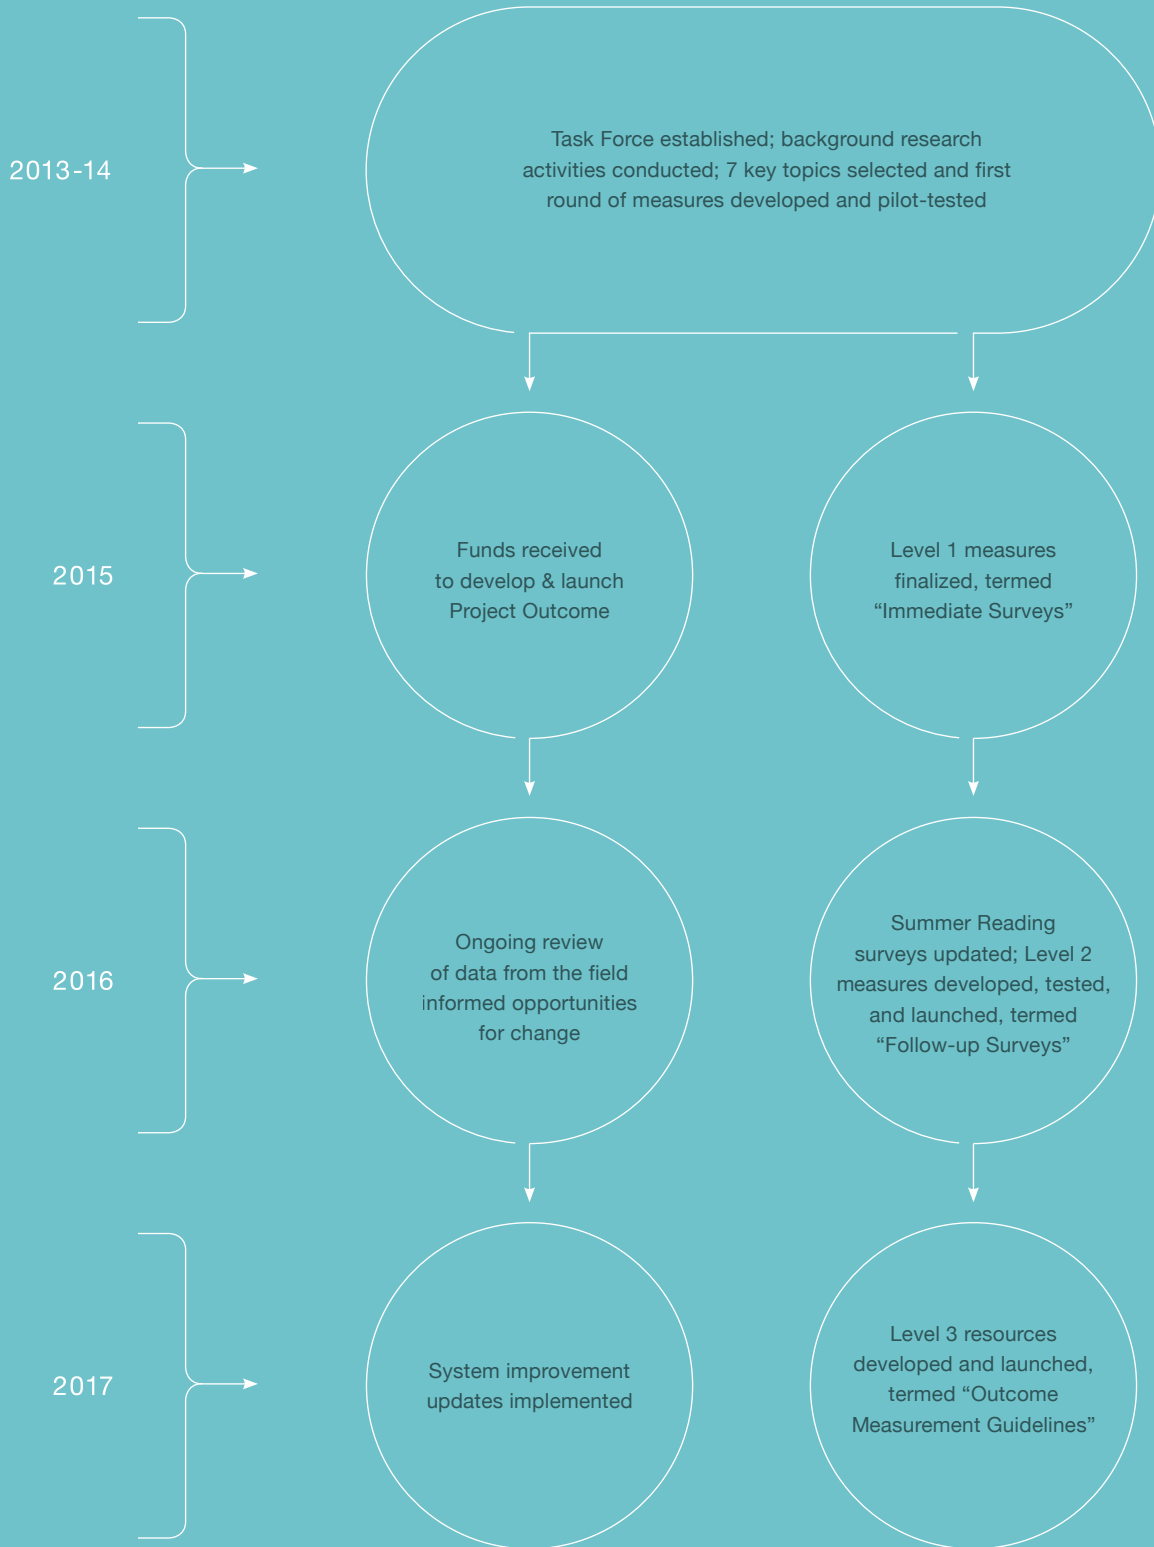 2013-14
Task Force established; background research
activities conducted; 7 key topics selected and first
round of measures developed and pilot-tested
2015
Funds received
to develop & launch
Project Outcome
Level 1 measures
finalized, termed
“Immediate Surveys”
2016
Ongoing review
of data from the field
informed opportunities
for change
Summer Reading
surveys updated; Level 2
measures developed, tested,
and launched, termed
“Follow-up Surveys”
2017
System improvement
updates implemented
Level 3 resources
developed and launched,
termed “Outcome
Measurement Guidelines”